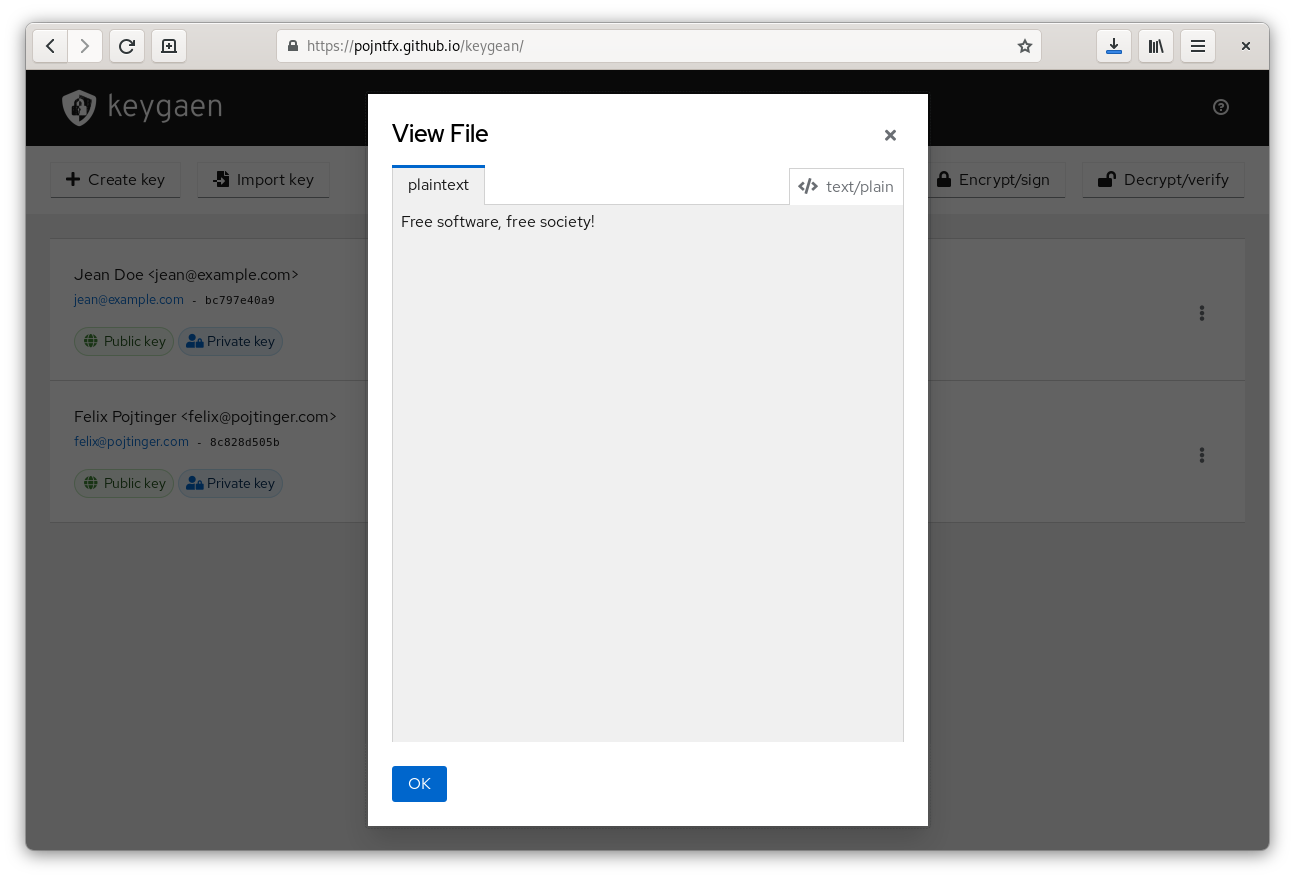 https://pojntfx.github.io/keygean/
keygaen
View File
Create key
Import key
plaintext
text/plain
Encrypt/sign
Decrypt/verify
Free software, free society!
Jean Doe <jean@example.com>
jean@example.com - bc797e40a9
Public key
Private key
Felix Pojtinger <felix@pojtinger.com>
felix@pojtinger.com - 8c828d505b
Public key
Private key
OK